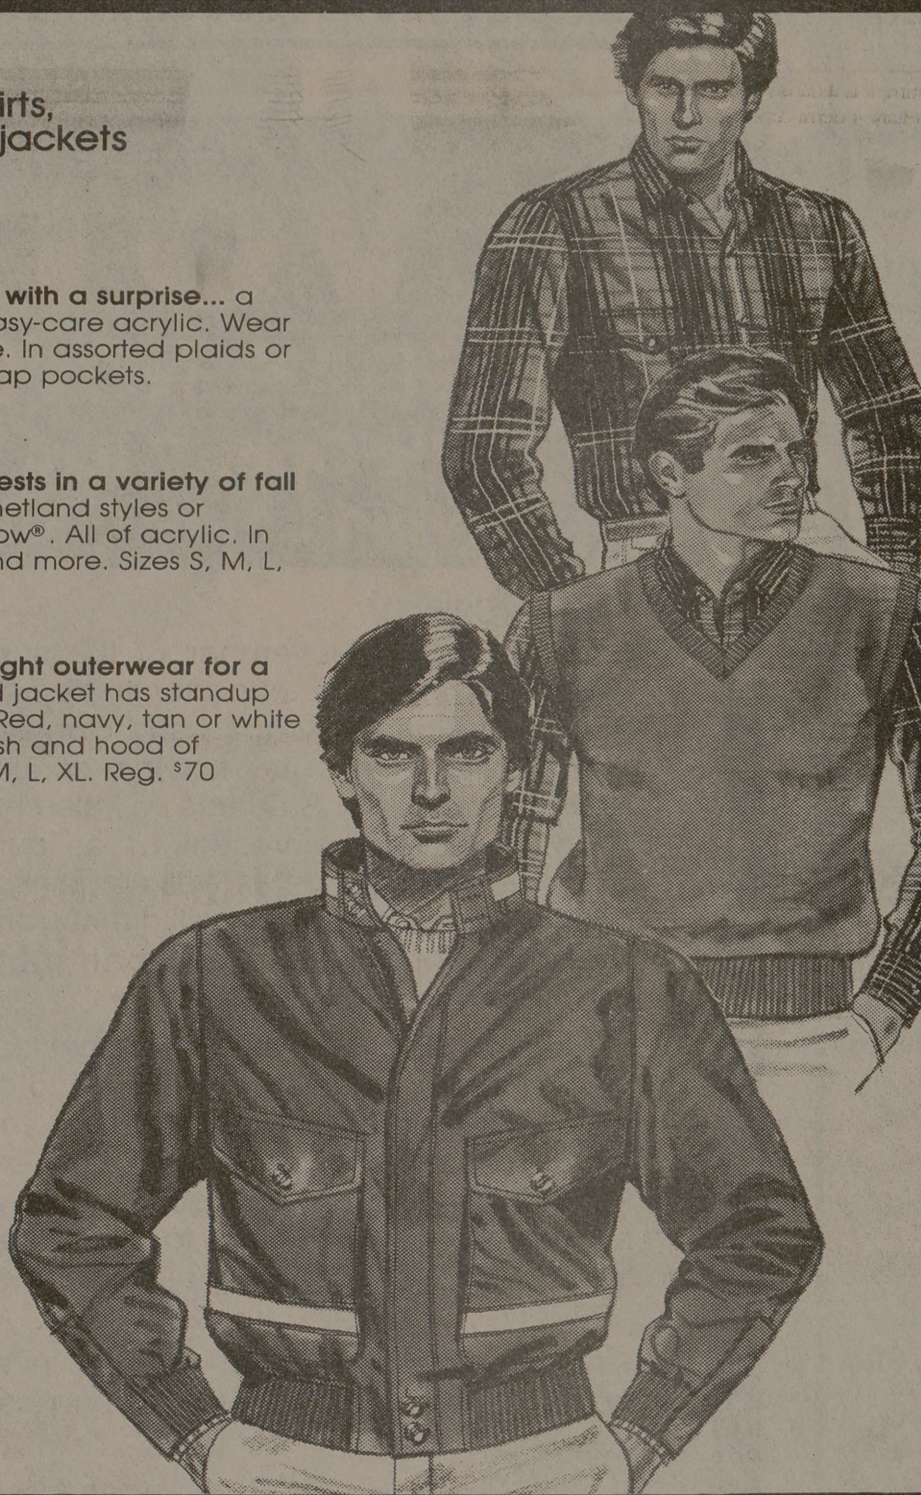 irts,
jackets
with a surprise... a
asy-care acrylic. Wear
e. In assorted plaids or
ap pockets.
ests in a variety of fall
hetland styles or
ow®. All of acrylic. In
nd more. Sizes S, M, L,
ght outerwear for a
d jacket has standup
Red, navy, tan or white
sh and hood of
M, L, XL. Reg. $70